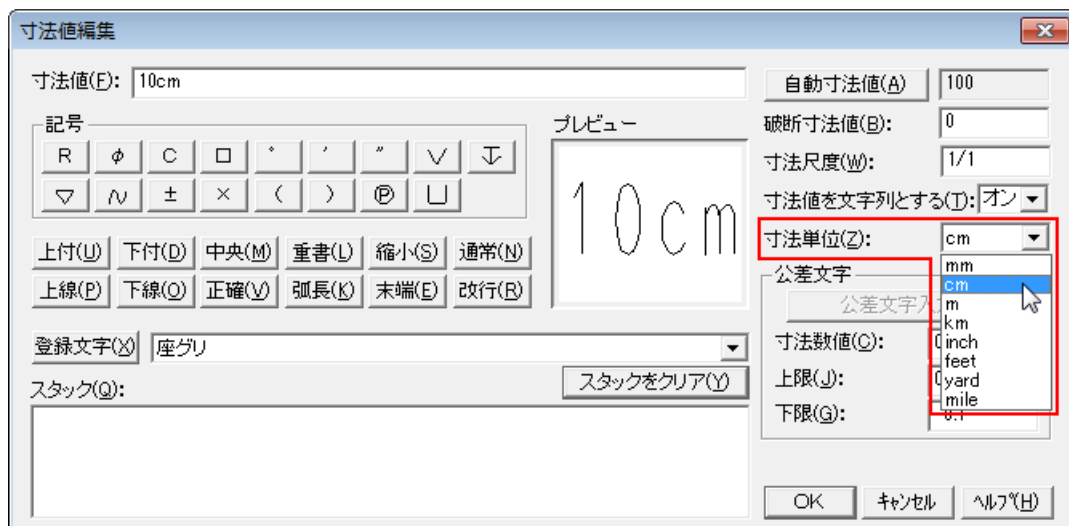 寸法値編集
寸法値(F): 10cm
自動寸法値(A) 100
記号
プレビュー
破断寸法値(B): 0
R φ C □ ° ′ ″ ∨ ↧
寸法尺度(W): 1/1
▽ ∿ ± × ( ) Ⓟ ⊔
10cm
寸法値を文字列とする(T): オン
上付(U) 下付(D) 中央(M) 重書(L) 縮小(S) 通常(N)
寸法単位(Z): cm
上線(P) 下線(O) 正確(V) 弧長(K) 末端(E) 改行(R)
mm
cm
m
km
inch
feet
yard
mile
公差文字
公差文字入
登録文字(X) 座グリ
寸法数値(C): 0
スタック(Q):
スタックをクリア(Y)
上限(J): 0
下限(G):
OK キャンセル ヘルプ(H)